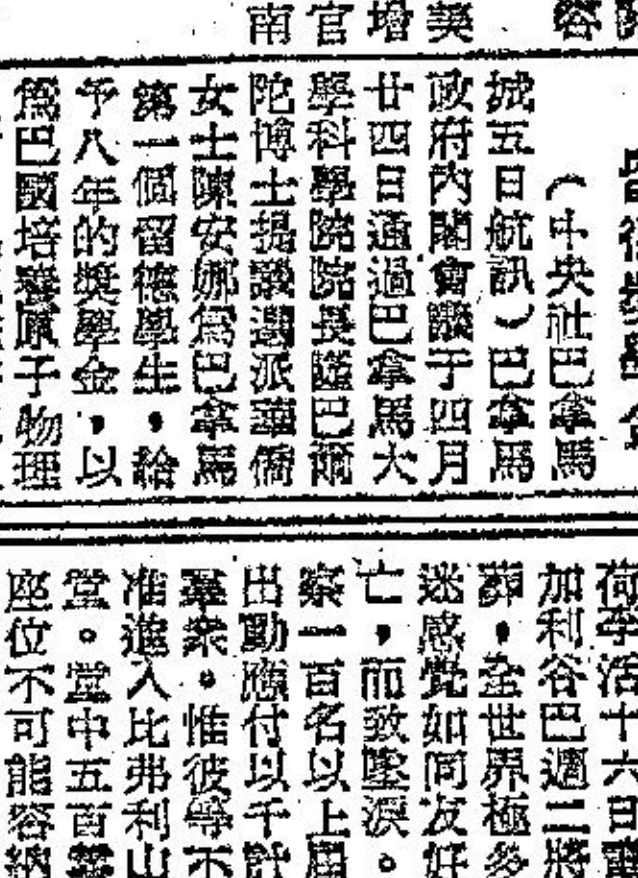 容
美
增
官
南
（中央社巴拿馬
城五日航訊）巴拿馬
政府內閣會議于四月
廿四日通過巴拿馬大
學科學院院長隆巴爾
陀博士提議選派華僑
女士陳安娜爲巴拿馬
第一個留德學生，給
予八年的獎學金，以
爲巴國培養原子物理
荷李活十六日電
加利谷巴週二將
葬，全世界極多
迷感覺如同友好
亡，而致墜淚。
察一百名以上
出動應付以千計
羣衆。惟彼等不
准進入比弗利山
堂。堂中五百
座位不可能容納